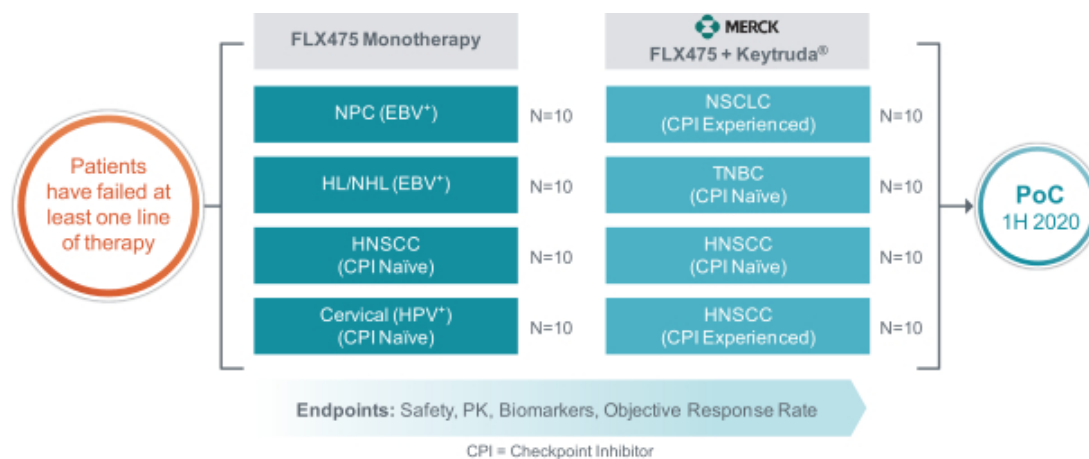 FLX475 Monotherapy
MERCK
FLX475 + Keytruda®
Patients
have failed at
least one line
of therapy
NPC (EBV⁺)
N=10
NSCLC
(CPI Experienced)
N=10
HL/NHL (EBV⁺)
N=10
TNBC
(CPI Naïve)
N=10
HNSCC
(CPI Naïve)
N=10
HNSCC
(CPI Naïve)
N=10
Cervical (HPV⁺)
(CPI Naïve)
N=10
HNSCC
(CPI Experienced)
N=10
PoC
1H 2020
Endpoints: Safety, PK, Biomarkers, Objective Response Rate
CPI = Checkpoint Inhibitor